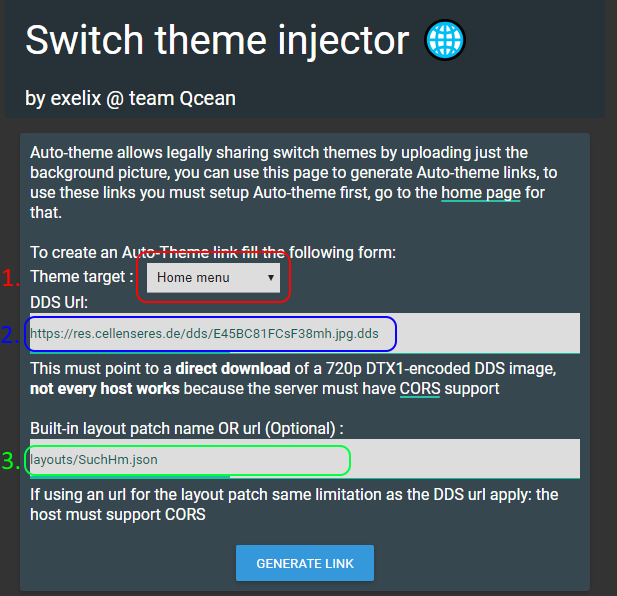 Switch theme injector
by exelix @ team Qcean
Auto-theme allows legally sharing switch themes by uploading just the
background picture, you can use this page to generate Auto-theme links, to
use these links you must setup Auto-theme first, go to the home page for
that.
To create an Auto-Theme link fill the following form:
1. Theme target : Home menu
DDS Url:
2. https://res.cellenseres.de/dds/E45BC81FCsF38mh.jpg.dds
This must point to a direct download of a 720p DTX1-encoded DDS image,
not every host works because the server must have CORS support
Built-in layout patch name OR url (Optional) :
3. layouts/SuchHm.json
If using an url for the layout patch same limitation as the DDS url apply: the
host must support CORS
GENERATE LINK